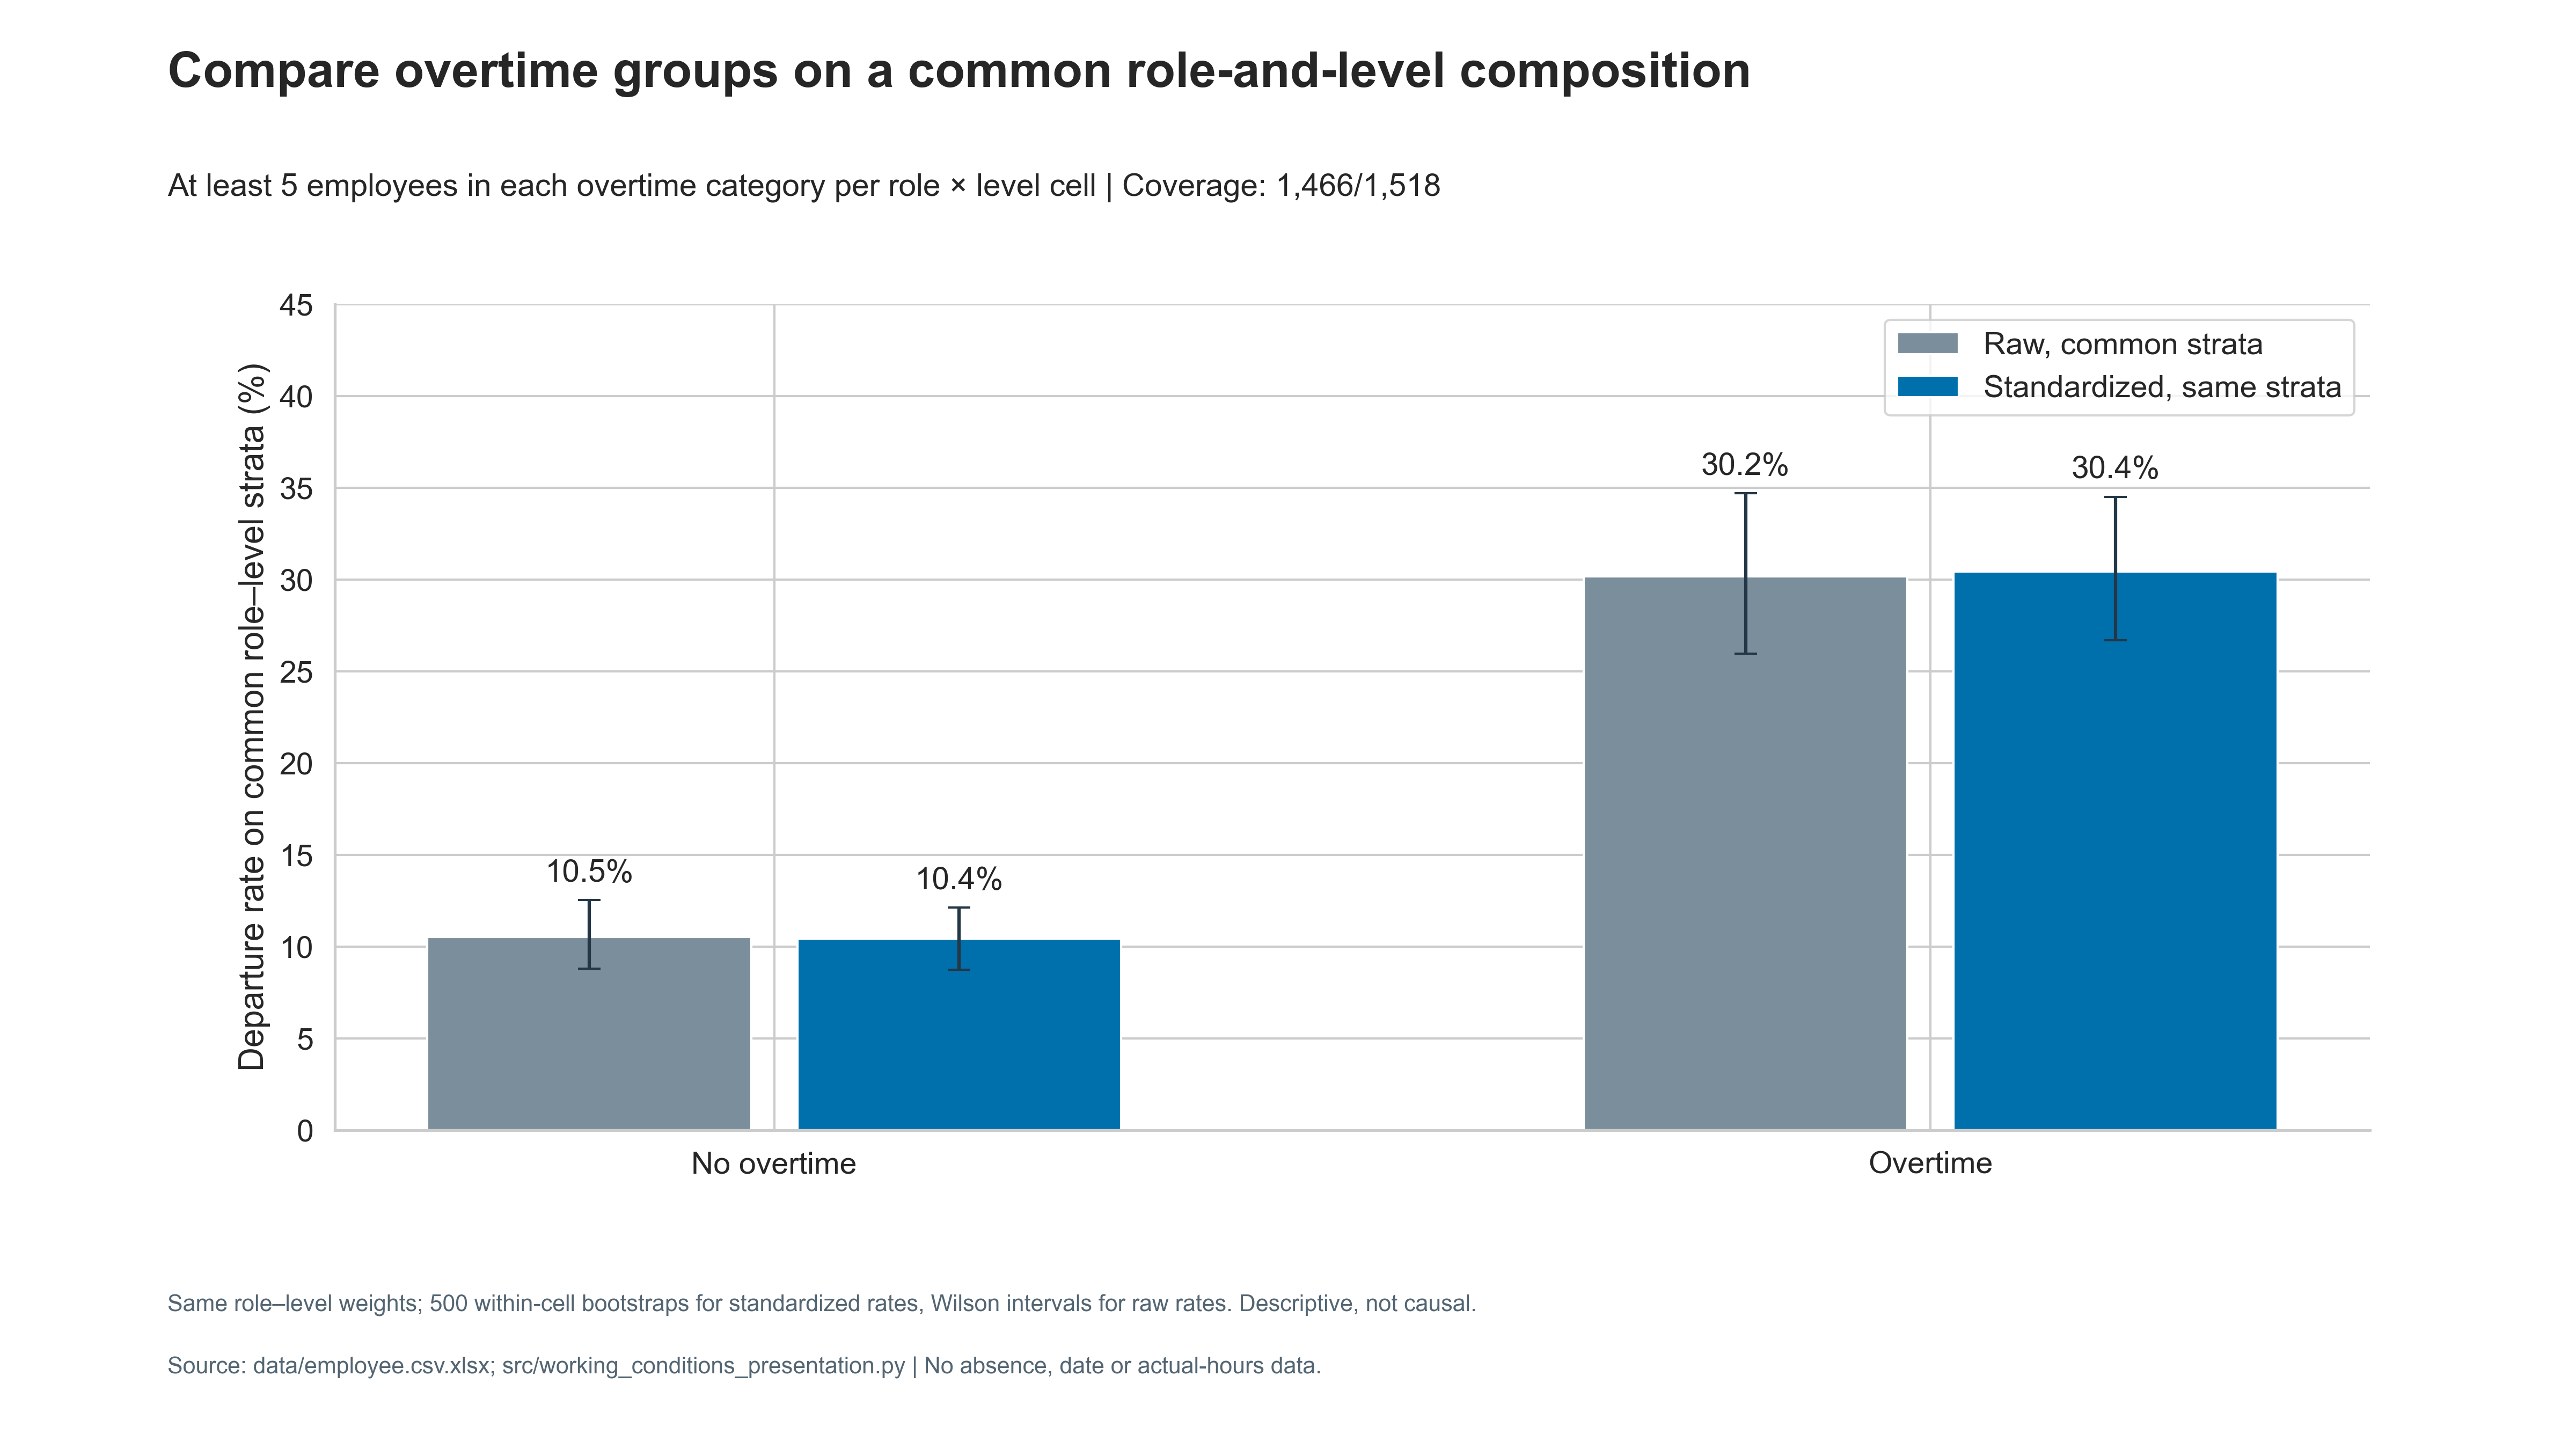 Compare overtime groups on a common role-and-level composition
At least 5 employees in each overtime category per role × level cell | Coverage: 1,466/1,518
Departure rate on common role–level strata (%)
45
40
35
30
25
20
15
10
5
0
Raw, common strata
Standardized, same strata
10.5%
10.4%
30.2%
30.4%
No overtime
Overtime
Same role–level weights; 500 within-cell bootstraps for standardized rates, Wilson intervals for raw rates. Descriptive, not causal.
Source: data/employee.csv.xlsx; src/working_conditions_presentation.py | No absence, date or actual-hours data.